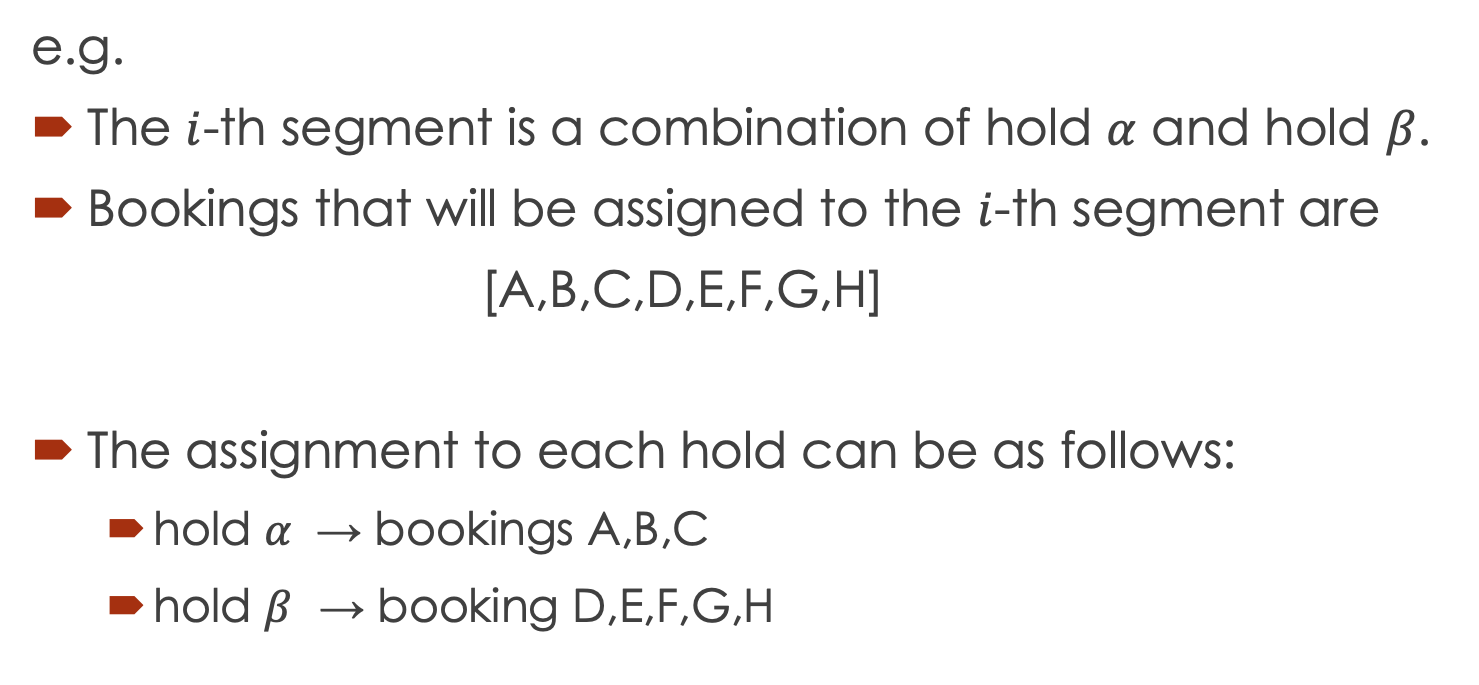 e.g.
The 𝑖-th segment is a combination of hold 𝛼 and hold 𝛽.
Bookings that will be assigned to the 𝑖-th segment are
[A,B,C,D,E,F,G,H]
The assignment to each hold can be as follows:
hold 𝛼 → bookings A,B,C
hold 𝛽 → booking D,E,F,G,H